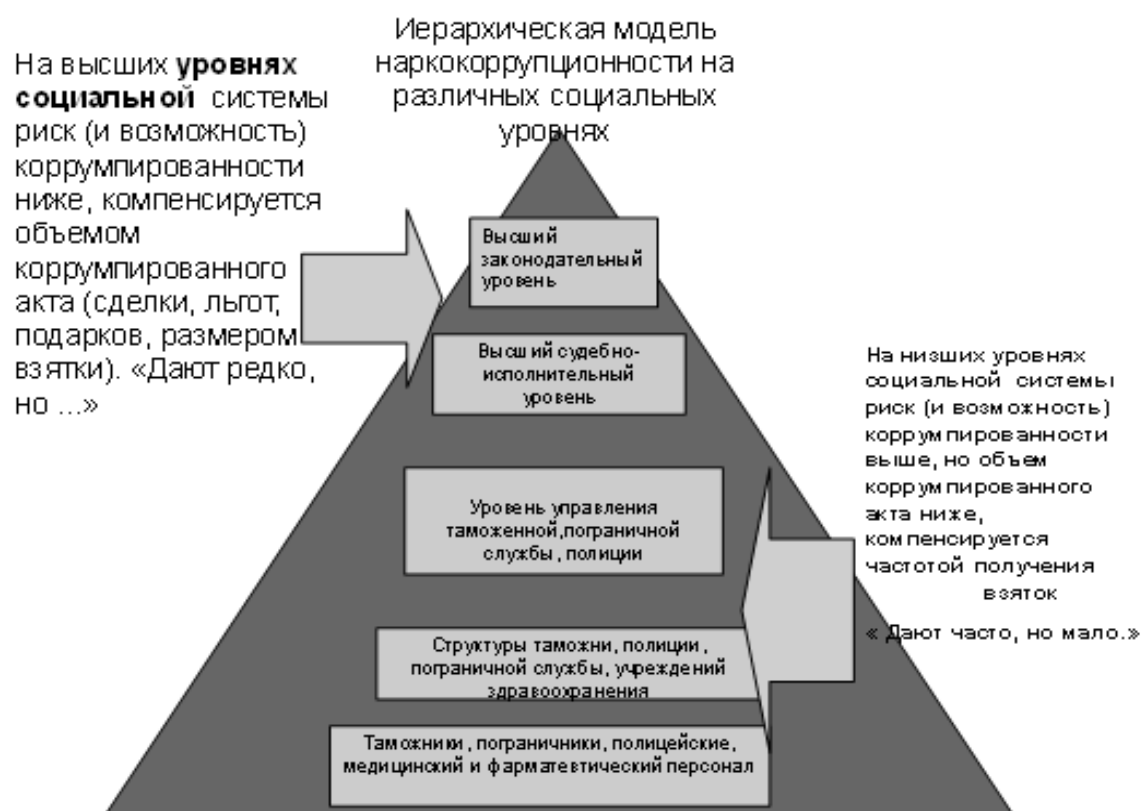 Иерархическая модель
наркокоррупционности на
различных социальных
уровнях
На высших уровнях
социальной системы
риск (и возможность)
коррумпированности
ниже, компенсируется
объемом
коррумпированного
акта (сделки, льгот,
подарков, размером
взятки). «Дают редко,
но ...»
Высший
законодательный
уровень
Высший судебно-
исполнительный
уровень
Уровень управления
таможенной,пограничной
службы, полиции
Структуры таможни, полиции,
пограничной службы, учреждений
здравоохранения
Таможники, пограничники, полицейские,
медицинский и фарматевтический персонал
На низших уровнях
социальной системы
риск (и возможность)
коррумпированности
выше, но объем
коррумпированного
акта ниже,
компенсируется
частотой получения
взяток
« Дают часто, но мало.»